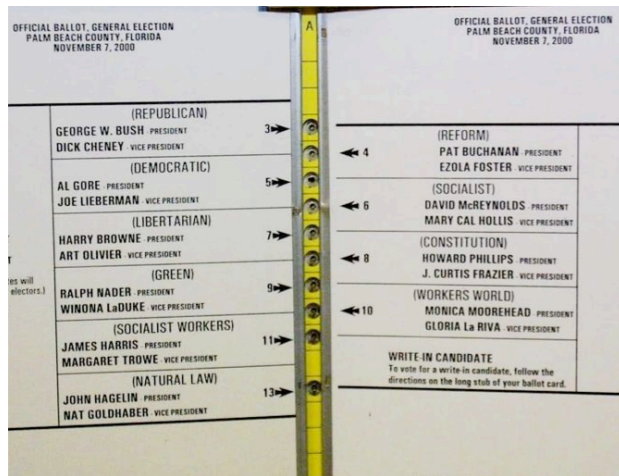 OFFICIAL BALLOT, GENERAL ELECTION
PALM BEACH COUNTY, FLORIDA
NOVEMBER 7, 2000
(REPUBLICAN)
GEORGE W. BUSH - PRESIDENT
DICK CHENEY - VICE PRESIDENT
3
(DEMOCRATIC)
AL GORE - PRESIDENT
JOE LIEBERMAN - VICE PRESIDENT
5
(LIBERTARIAN)
HARRY BROWNE - PRESIDENT
ART OLIVIER - VICE PRESIDENT
7
(GREEN)
RALPH NADER - PRESIDENT
WINONA LaDUKE - VICE PRESIDENT
9
(SOCIALIST WORKERS)
JAMES HARRIS - PRESIDENT
MARGARET TROWE - VICE PRESIDENT
11
(NATURAL LAW)
JOHN HAGELIN - PRESIDENT
NAT GOLDHABER - VICE PRESIDENT
13
will
electors.)
A
OFFICIAL BALLOT, GENERAL ELECTION
PALM BEACH COUNTY, FLORIDA
NOVEMBER 7, 2000
(REFORM)
4 PAT BUCHANAN - PRESIDENT
EZOLA FOSTER - VICE PRESIDENT
(SOCIALIST)
6 DAVID McREYNOLDS - PRESIDENT
MARY CAL HOLLIS - VICE PRESIDENT
(CONSTITUTION)
8 HOWARD PHILLIPS - PRESIDENT
J. CURTIS FRAZIER - VICE PRESIDENT
(WORKERS WORLD)
10 MONICA MOOREHEAD - PRESIDENT
GLORIA La RIVA - VICE PRESIDENT
WRITE-IN CANDIDATE
To vote for a write-in candidate, follow the
directions on the long stub of your ballot card.